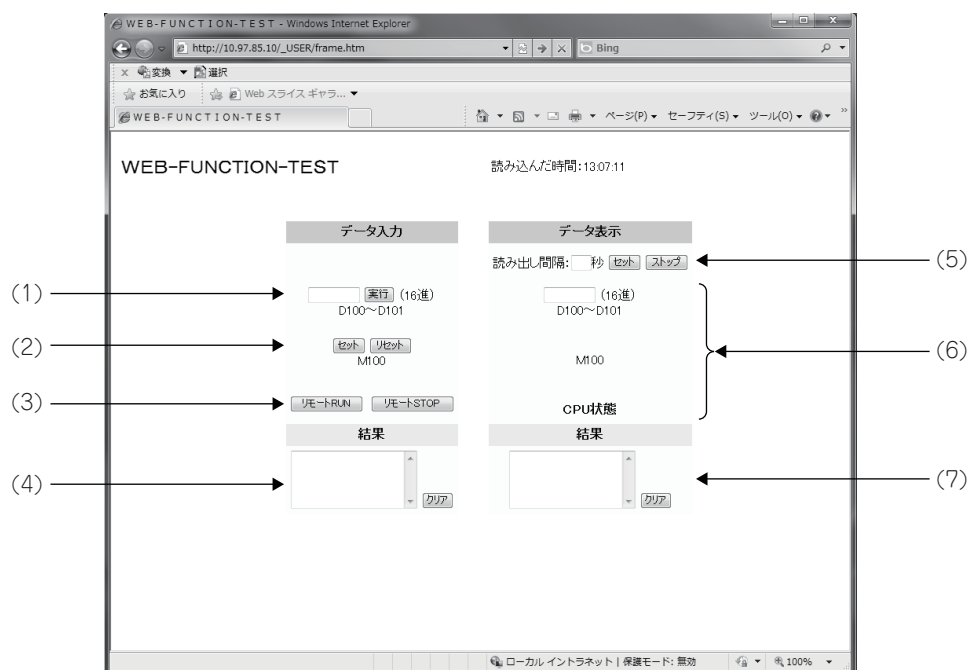 WEB-FUNCTION-TEST - Windows Internet Explorer
http://10.97.85.10/_USER/frame.htm
Bing
x 変換 ▼ 選択
お気に入り Web スライス ギャラ... ▼
WEB-FUNCTION-TEST
ページ(P) ▼ セーフティ(S) ▼ ツール(O) ▼ »
WEB-FUNCTION-TEST
読み込んだ時間:13:07:11
データ入力
データ表示
読み出し間隔: 秒 セット ストップ
(5)
(1)
実行 (16進)
D100~D101
(16進)
D100~D101
(2)
セット リセット
M100
M100
(6)
(3)
リモートRUN リモートSTOP
CPU状態
結果
結果
(4)
クリア
クリア
(7)
ローカル イントラネット | 保護モード: 無効
100%